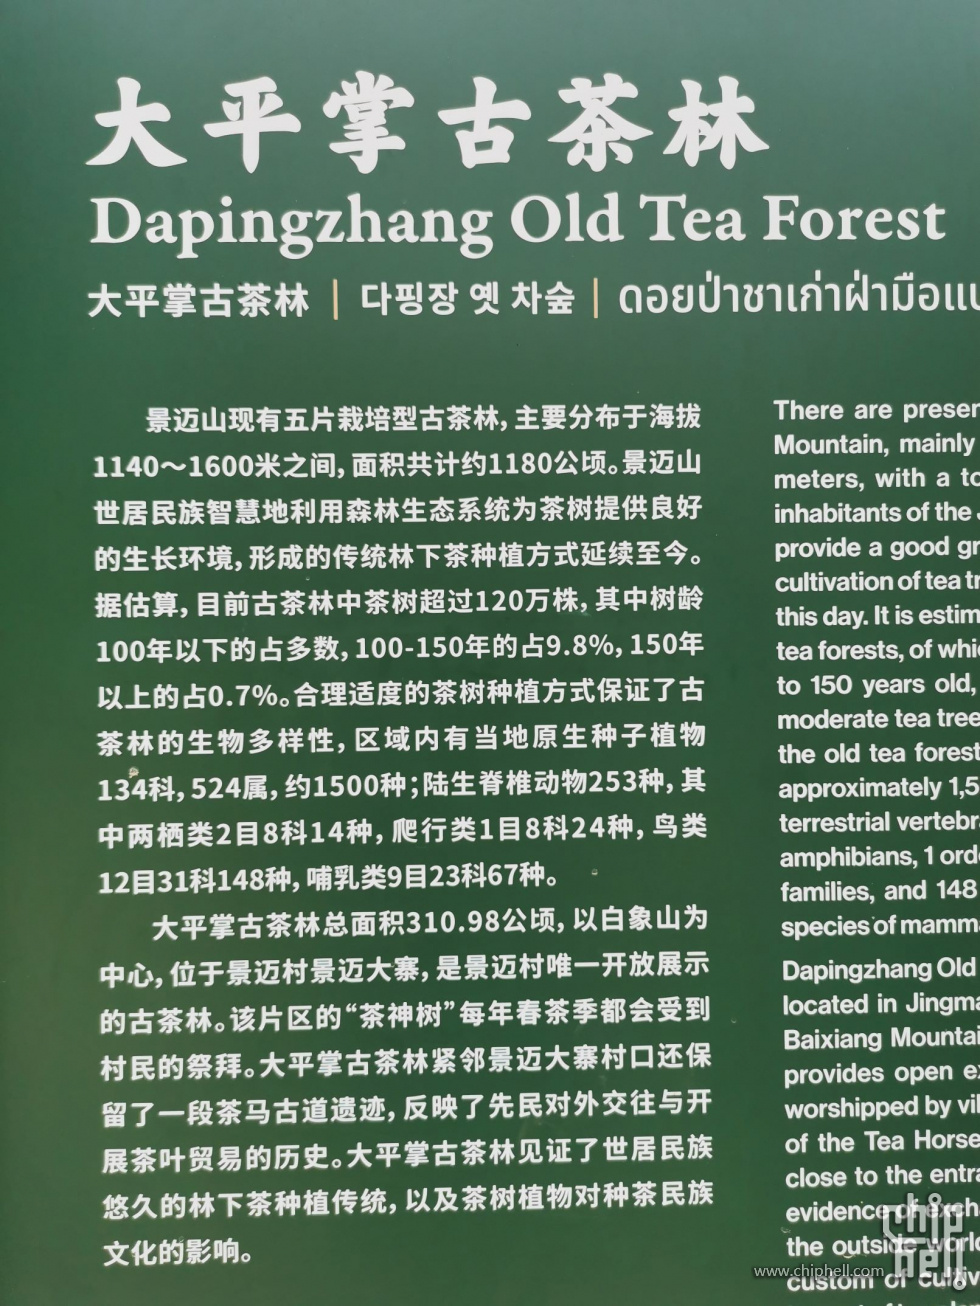 大平掌古茶林
Dapingzhang Old Tea Forest
大平掌古茶林 | 다핑장 옛 차숲 | ดอยป่าชาเก่าฝ่ามือแ
景迈山现有五片栽培型古茶林，主要分布于海拔
1140～1600米之间，面积共计约1180公顷。景迈山
世居民族智慧地利用森林生态系统为茶树提供良好
的生长环境，形成的传统林下茶种植方式延续至今。
据估算，目前古茶林中茶树超过120万株，其中树龄
100年以下的占多数，100-150年的占9.8%，150年
以上的占0.7%。合理适度的茶树种植方式保证了古
茶林的生物多样性，区域内有当地原生种子植物
134科，524属，约1500种；陆生脊椎动物253种，其
中两栖类2目8科14种，爬行类1目8科24种，鸟类
12目31科148种，哺乳类9目23科67种。
大平掌古茶林总面积310.98公顷，以白象山为
中心，位于景迈村景迈大寨，是景迈村唯一开放展示
的古茶林。该片区的“茶神树”每年春茶季都会受到
村民的祭拜。大平掌古茶林紧邻景迈大寨村口还保
留了一段茶马古道遗迹，反映了先民对外交往与开
展茶叶贸易的历史。大平掌古茶林见证了世居民族
悠久的林下茶种植传统，以及茶树植物对种茶民族
文化的影响。
There are presen
Mountain, mainly
meters, with a to
inhabitants of the
provide a good gr
cultivation of tea tr
this day. It is estim
tea forests, of whi
to 150 years old,
moderate tea tree
the old tea forest
approximately 1,5
terrestrial vertebra
amphibians, 1 orde
families, and 148
species of mamma
Dapingzhang Old
located in Jingma
Baixiang Mountai
provides open ex
worshipped by vil
of the Tea Horse
close to the entra
evidence of exch
the outside world
custom of cultiv
www.chiphell.com
chip
hell